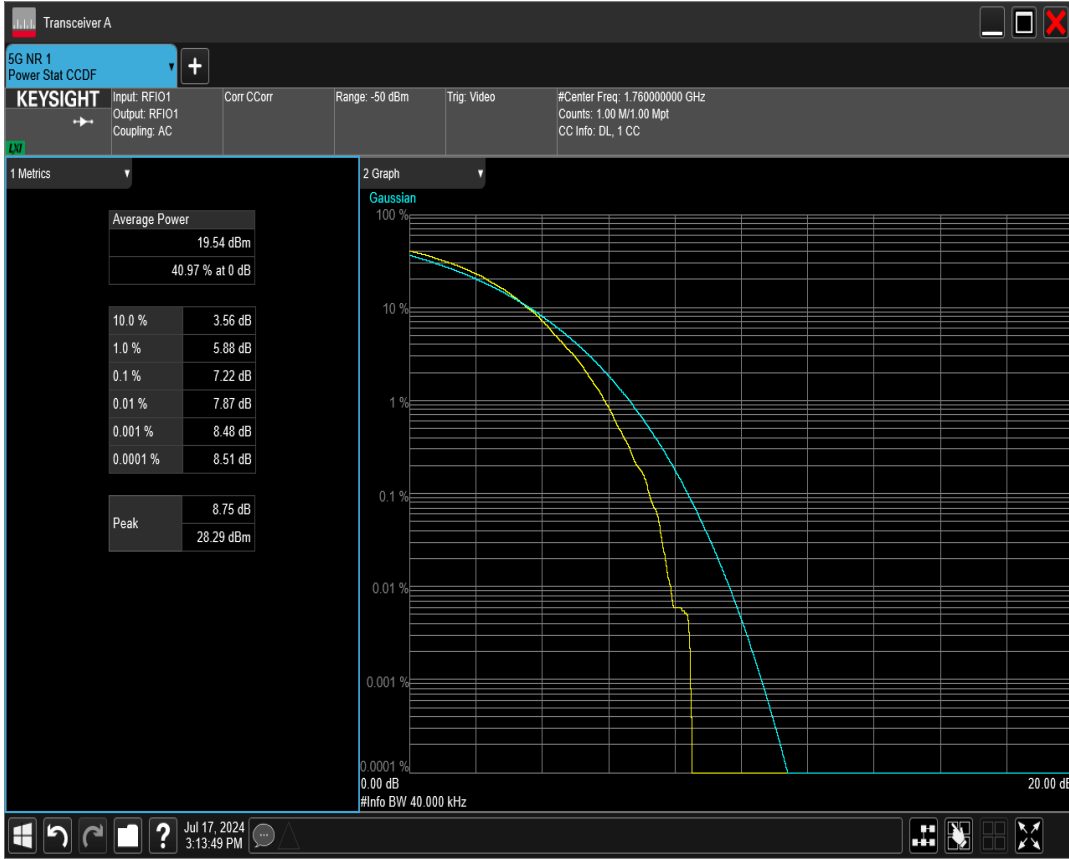 Transceiver A
5G NR 1
Power Stat CCDF
KEYSIGHT
LXI
Input: RFIO1
Output: RFIO1
Coupling: AC
Corr CCorr
Range: -50 dBm
Trig: Video
#Center Freq: 1.760000000 GHz
Counts: 1.00 M/1.00 Mpt
CC Info: DL, 1 CC
1 Metrics
Average Power
19.54 dBm
40.97 % at 0 dB
10.0 % 3.56 dB
1.0 % 5.88 dB
0.1 % 7.22 dB
0.01 % 7.87 dB
0.001 % 8.48 dB
0.0001 % 8.51 dB
Peak
8.75 dB
28.29 dBm
2 Graph
Gaussian
100 %
10 %
1 %
0.1 %
0.01 %
0.001 %
0.0001 %
0.00 dB
20.00 dB
#Info BW 40.000 kHz
Jul 17, 2024
3:13:49 PM